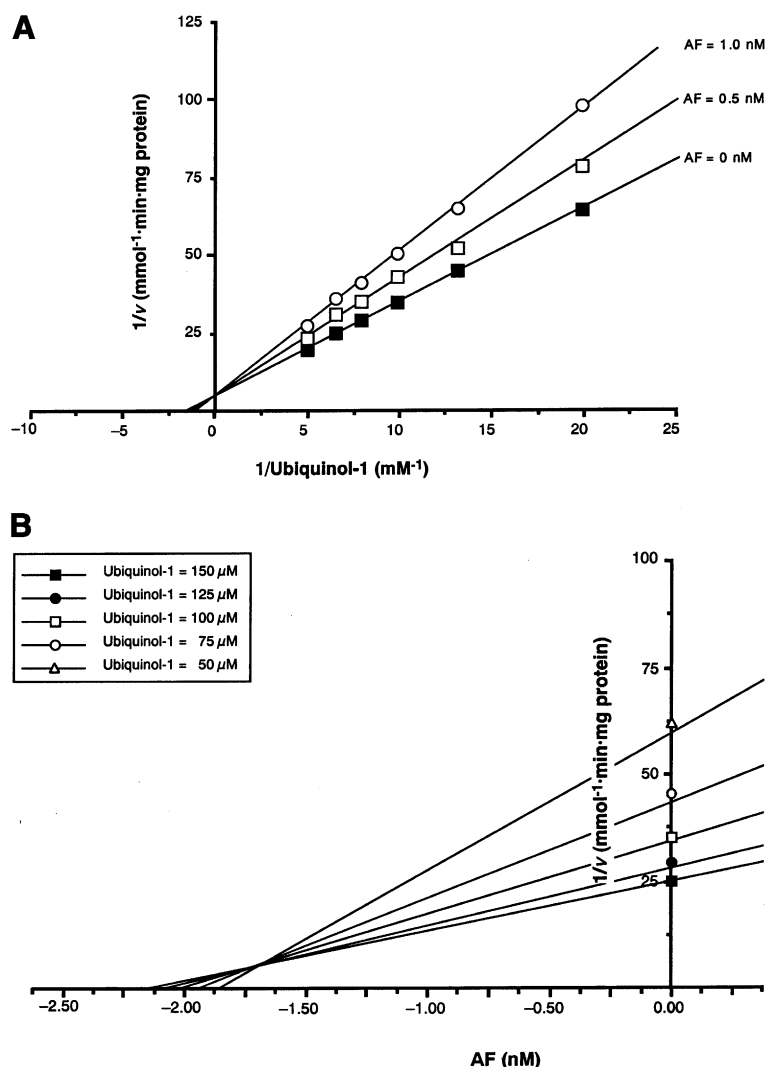 A
125
100
75
50
25
1/v (mmol-1·min·mg protein)
AF = 1.0 nM
AF = 0.5 nM
AF = 0 nM
−10
−5
0
5
10
15
20
25
1/Ubiquinol-1 (mM-1)
B
Ubiquinol-1 = 150 µM
Ubiquinol-1 = 125 µM
Ubiquinol-1 = 100 µM
Ubiquinol-1 = 75 µM
Ubiquinol-1 = 50 µM
100
75
50
25
1/v (mmol-1·min·mg protein)
−2.50
−2.00
−1.50
−1.00
−0.50
0.00
AF (nM)